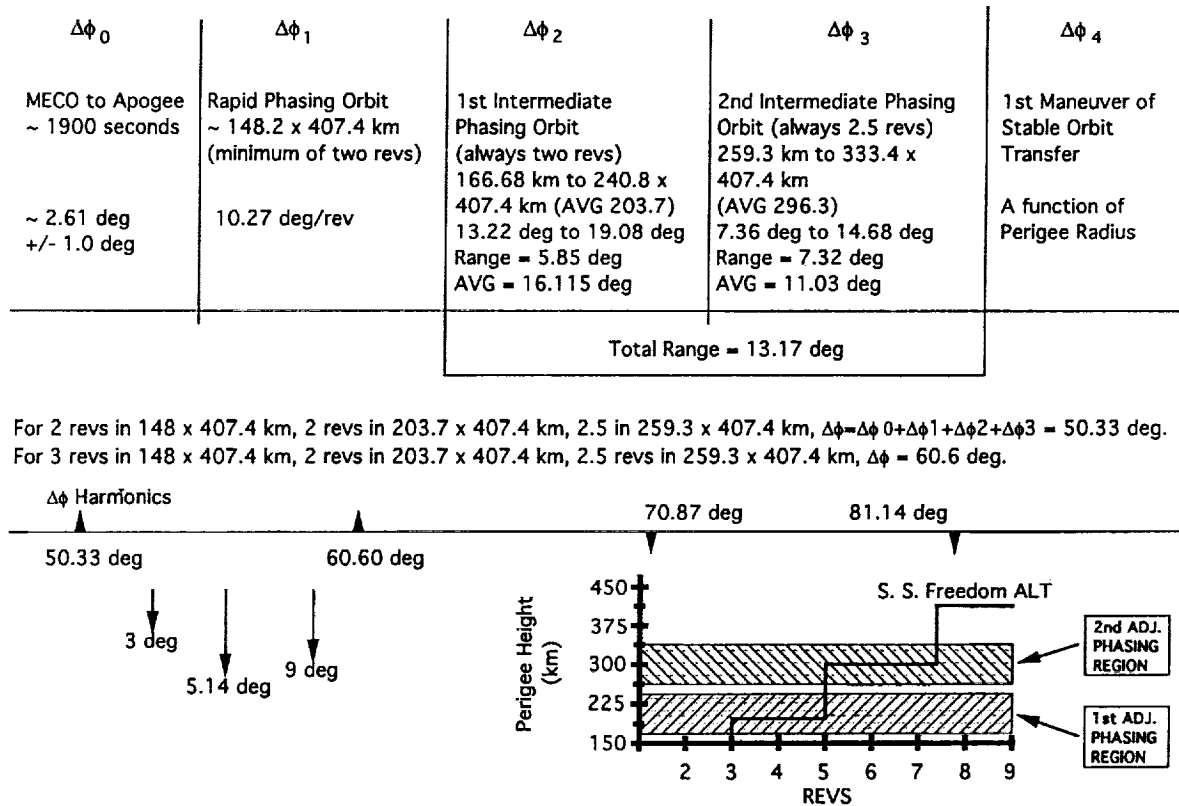 Δϕ0
Δϕ1
Δϕ2
Δϕ3
Δϕ4
MECO to Apogee
~ 1900 seconds
~ 2.61 deg
+/- 1.0 deg
Rapid Phasing Orbit
~ 148.2 x 407.4 km
(minimum of two revs)
10.27 deg/rev
1st Intermediate
Phasing Orbit
(always two revs)
166.68 km to 240.8 x
407.4 km (AVG 203.7)
13.22 deg to 19.08 deg
Range = 5.85 deg
AVG = 16.115 deg
2nd Intermediate Phasing
Orbit (always 2.5 revs)
259.3 km to 333.4 x
407.4 km
(AVG 296.3)
7.36 deg to 14.68 deg
Range = 7.32 deg
AVG = 11.03 deg
1st Maneuver of
Stable Orbit
Transfer
A function of
Perigee Radius
Total Range = 13.17 deg
For 2 revs in 148 x 407.4 km, 2 revs in 203.7 x 407.4 km, 2.5 in 259.3 x 407.4 km, Δϕ=Δϕ 0+Δϕ1+Δϕ2+Δϕ3 = 50.33 deg.
For 3 revs in 148 x 407.4 km, 2 revs in 203.7 x 407.4 km, 2.5 revs in 259.3 x 407.4 km, Δϕ = 60.6 deg.
Δϕ Harmonics
70.87 deg
81.14 deg
50.33 deg
60.60 deg
3 deg
5.14 deg
9 deg
Perigee Height
(km)
450
375
300
225
150
S. S. Freedom ALT
2nd ADJ.
PHASING
REGION
1st ADJ.
PHASING
REGION
2 3 4 5 6 7 8 9
REVS